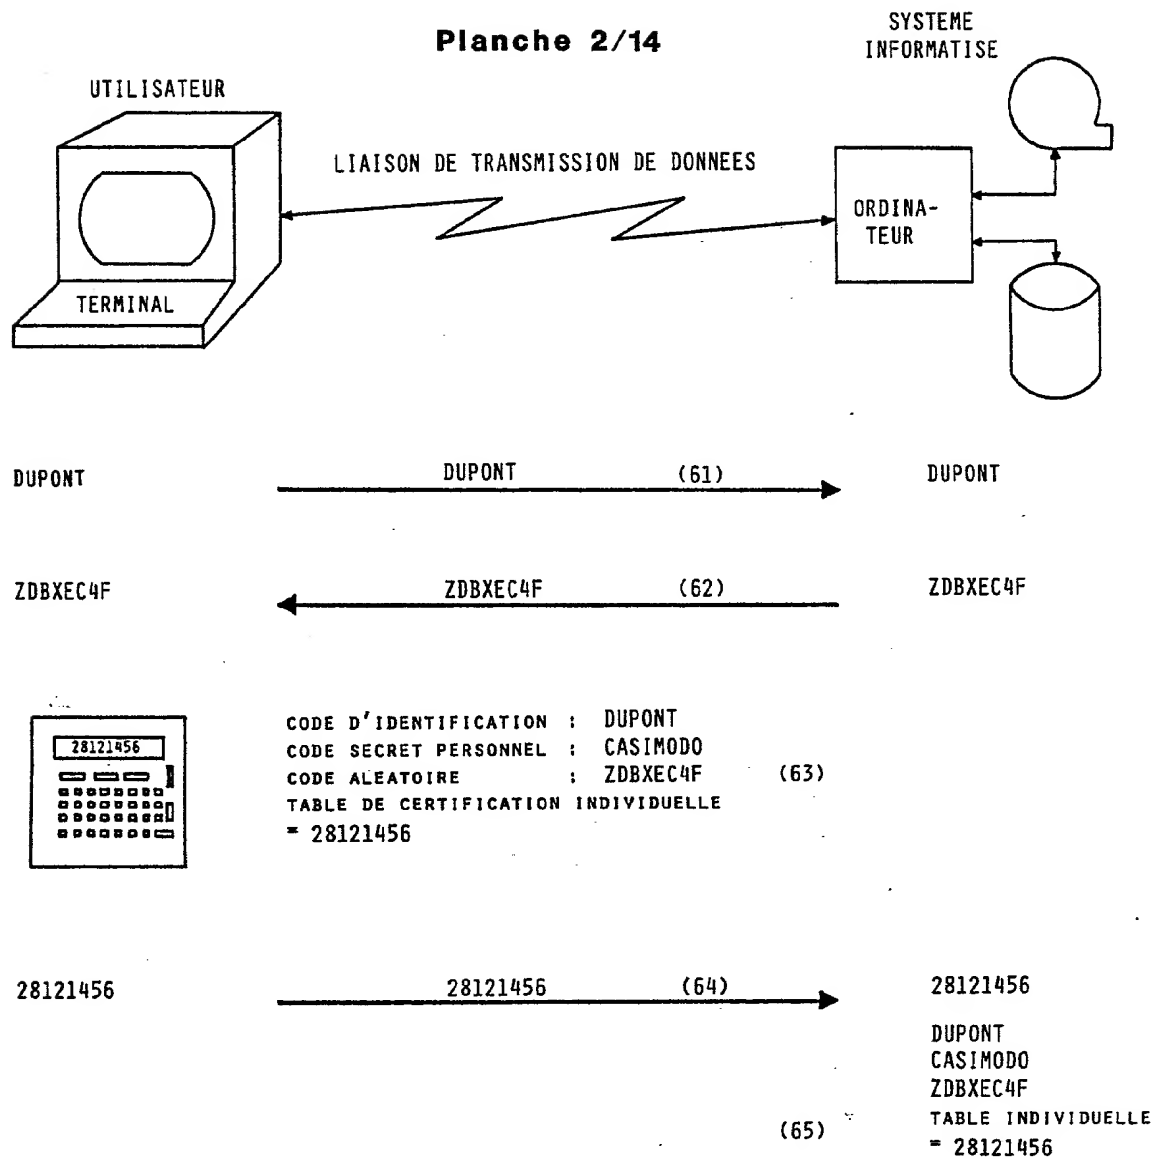 Planche 2/14
SYSTEME
INFORMATISE
UTILISATEUR
LIAISON DE TRANSMISSION DE DONNEES
ORDINA-
TEUR
TERMINAL
DUPONT DUPONT (61) DUPONT
ZDBXEC4F ZDBXEC4F (62) ZDBXEC4F
28121456
CODE D'IDENTIFICATION : DUPONT
CODE SECRET PERSONNEL : CASIMODO
CODE ALEATOIRE : ZDBXEC4F (63)
TABLE DE CERTIFICATION INDIVIDUELLE
= 28121456
28121456 28121456 (64) 28121456
DUPONT
CASIMODO
ZDBXEC4F
(65) TABLE INDIVIDUELLE
= 28121456